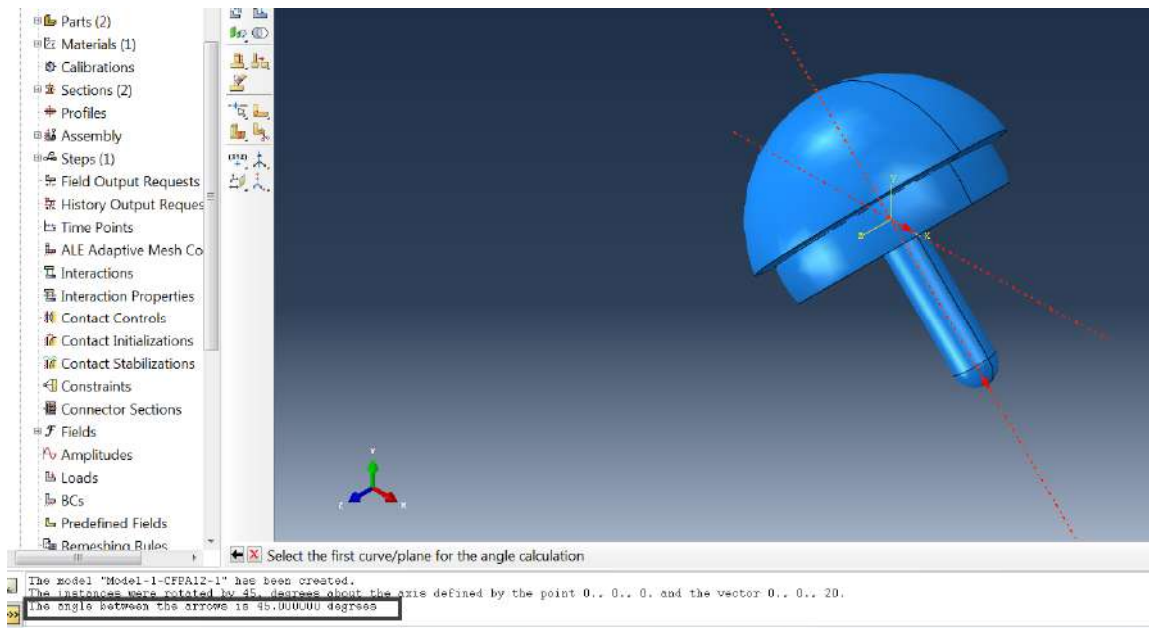 Parts (2)
Materials (1)
Calibrations
Sections (2)
Profiles
Assembly
Steps (1)
Field Output Requests
History Output Reques
Time Points
ALE Adaptive Mesh Co
Interactions
Interaction Properties
Contact Controls
Contact Initializations
Contact Stabilizations
Constraints
Connector Sections
Fields
Amplitudes
Loads
BCs
Predefined Fields
Remeshing Rules
Y
X
Z
Y
X
Z
Select the first curve/plane for the angle calculation
The model "Model-1-CFPA12-1" has been created.
The instances were rotated by 45. degrees about the axis defined by the point 0., 0., 0. and the vector 0., 0., 20.
The angle between the arrows is 45.000000 degrees